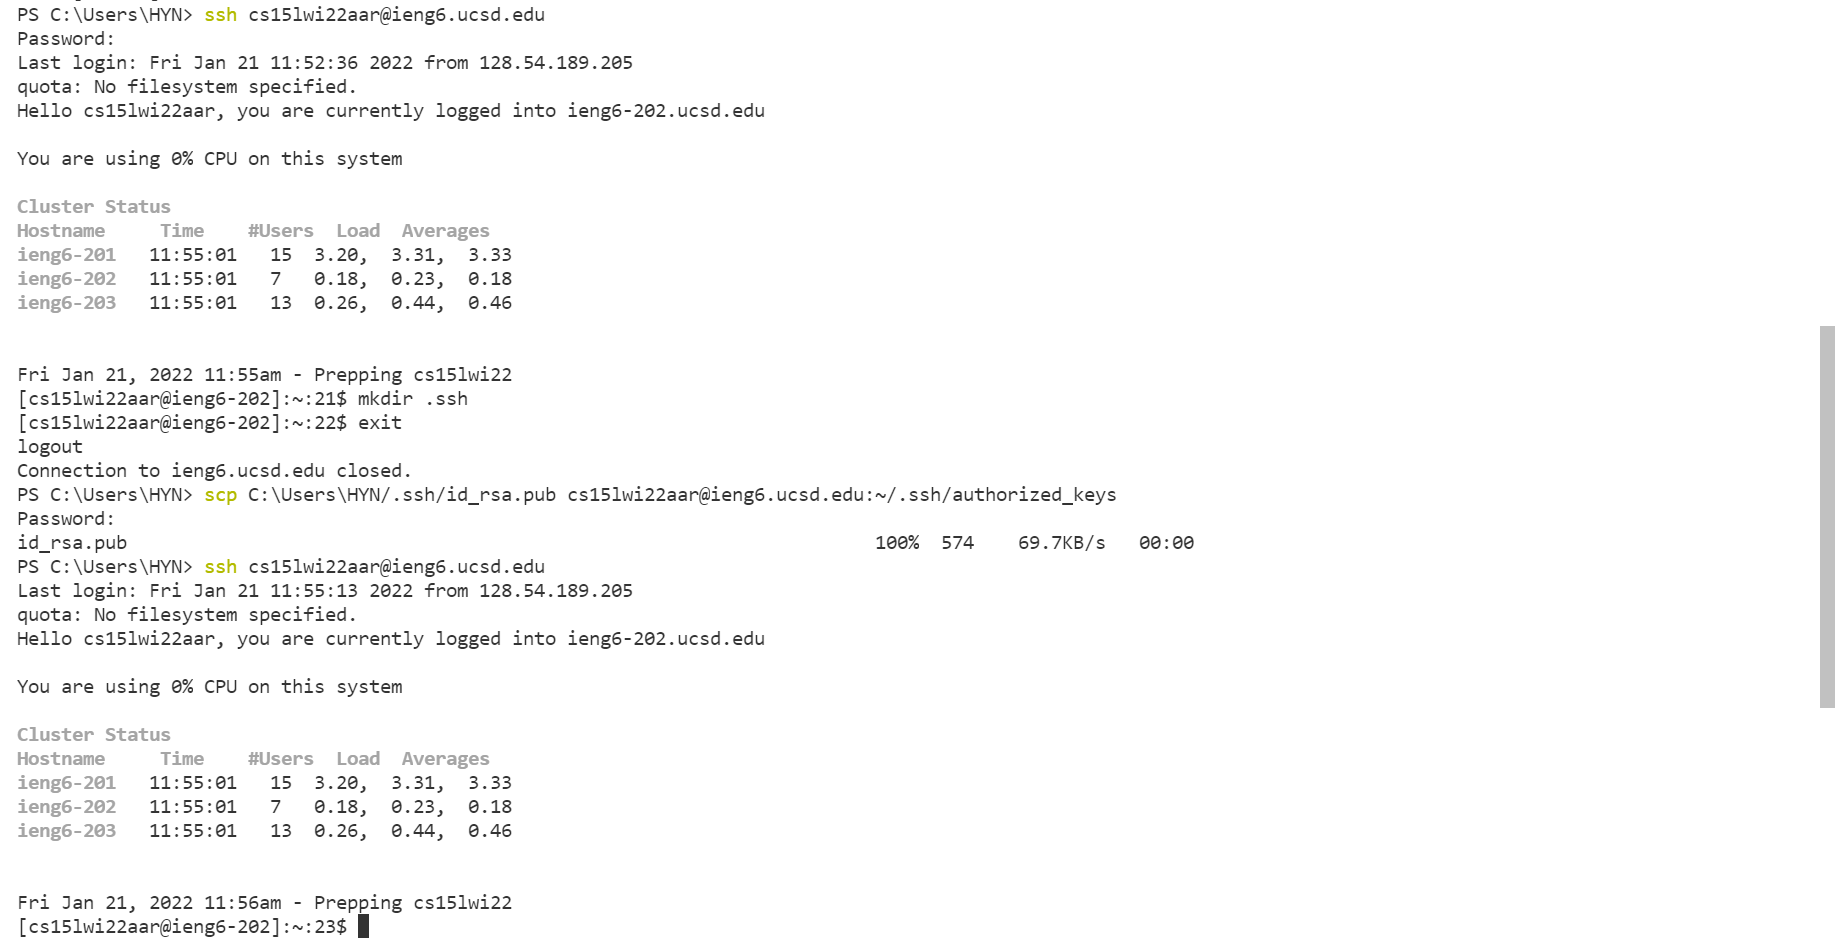 PS C:\Users\HYN> ssh cs15lwi22aar@ieng6.ucsd.edu
Password:
Last login: Fri Jan 21 11:52:36 2022 from 128.54.189.205
quota: No filesystem specified.
Hello cs15lwi22aar, you are currently logged into ieng6-202.ucsd.edu
You are using 0% CPU on this system
Cluster Status
Hostname     Time    #Users  Load  Averages
ieng6-201   11:55:01   15  3.20,  3.31,  3.33
ieng6-202   11:55:01   7   0.18,  0.23,  0.18
ieng6-203   11:55:01   13  0.26,  0.44,  0.46
Fri Jan 21, 2022 11:55am - Prepping cs15lwi22
[cs15lwi22aar@ieng6-202]:~:21$ mkdir .ssh
[cs15lwi22aar@ieng6-202]:~:22$ exit
logout
Connection to ieng6.ucsd.edu closed.
PS C:\Users\HYN> scp C:\Users\HYN/.ssh/id_rsa.pub cs15lwi22aar@ieng6.ucsd.edu:~/.ssh/authorized_keys
Password:
id_rsa.pub                                                                    100%  574    69.7KB/s   00:00
PS C:\Users\HYN> ssh cs15lwi22aar@ieng6.ucsd.edu
Last login: Fri Jan 21 11:55:13 2022 from 128.54.189.205
quota: No filesystem specified.
Hello cs15lwi22aar, you are currently logged into ieng6-202.ucsd.edu
You are using 0% CPU on this system
Cluster Status
Hostname     Time    #Users  Load  Averages
ieng6-201   11:55:01   15  3.20,  3.31,  3.33
ieng6-202   11:55:01   7   0.18,  0.23,  0.18
ieng6-203   11:55:01   13  0.26,  0.44,  0.46
Fri Jan 21, 2022 11:56am - Prepping cs15lwi22
[cs15lwi22aar@ieng6-202]:~:23$